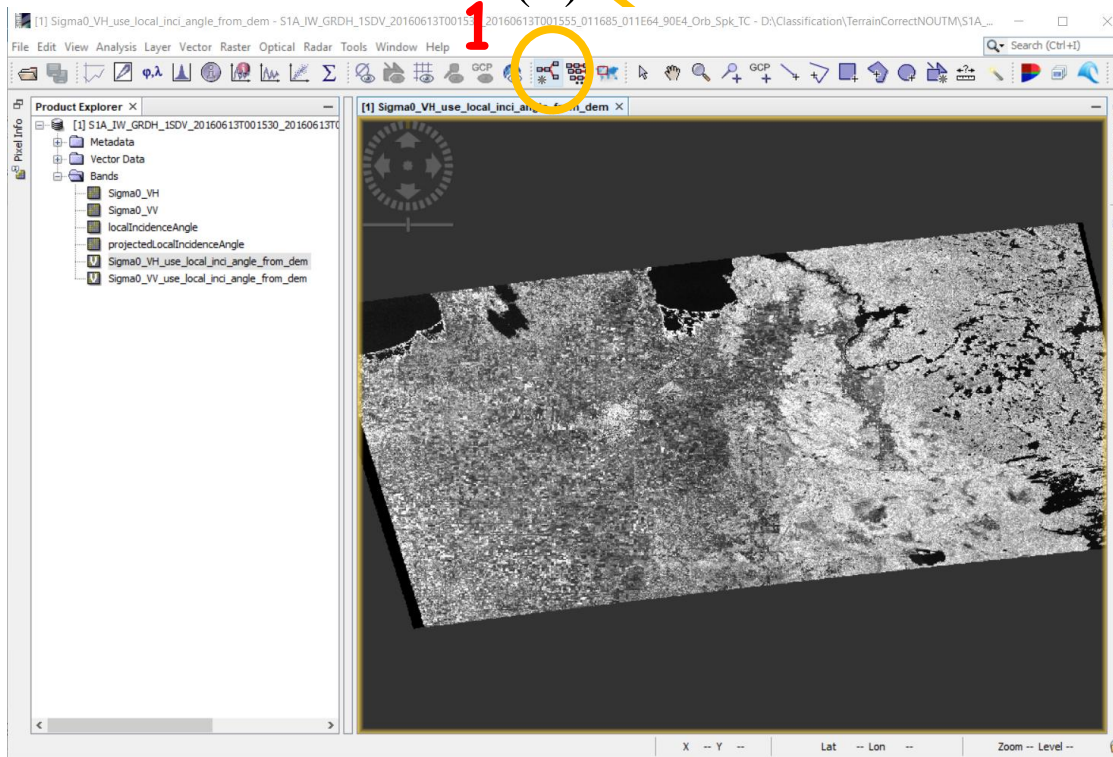 1
[1] Sigma0_VH_use_local_inci_angle_from_dem - S1A_IW_GRDH_1SDV_20160613T001530_20160613T001555_011685_011E64_90E4_Orb_Spk_TC - D:\Classification\TerrainCorrectNOUTM\S1A_...
File Edit View Analysis Layer Vector Raster Optical Radar Tools Window Help
Search (Ctrl+I)
φ,λ Σ GCP GCP
Pixel Info
Product Explorer
[1] S1A_IW_GRDH_1SDV_20160613T001530_20160613T0
Metadata
Vector Data
Bands
Sigma0_VH
Sigma0_VV
localIncidenceAngle
projectedLocalIncidenceAngle
Sigma0_VH_use_local_inci_angle_from_dem
Sigma0_VV_use_local_inci_angle_from_dem
[1] Sigma0_VH_use_local_inci_angle_from_dem
X -- Y -- Lat -- Lon -- Zoom -- Level --